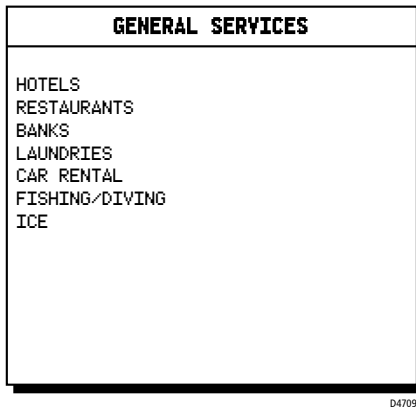 GENERAL SERVICES
HOTELS
RESTAURANTS
BANKS
LAUNDRIES
CAR RENTAL
FISHING/DIVING
ICE
D4709